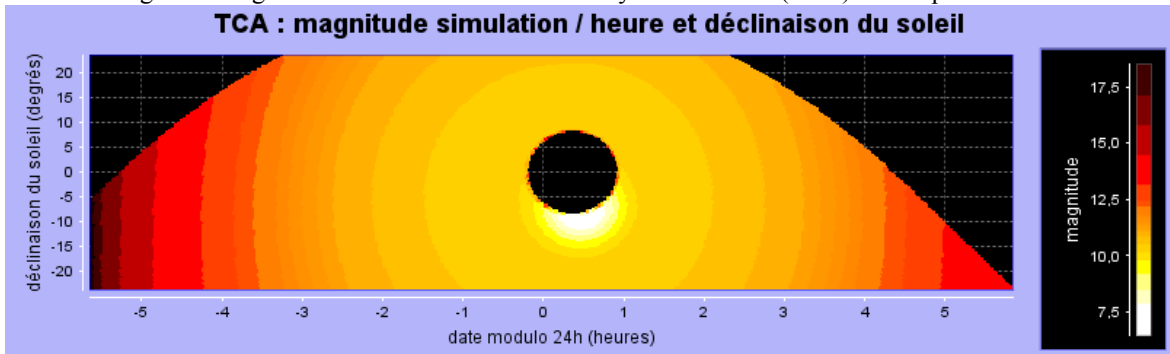 TCA : magnitude simulation / heure et déclinaison du soleil
déclinaison du soleil (degrés)
20
15
10
5
0
-5
-10
-15
-20
-5 -4 -3 -2 -1 0 1 2 3 4 5
date modulo 24h (heures)
magnitude
17,5
15,0
12,5
10,0
7,5